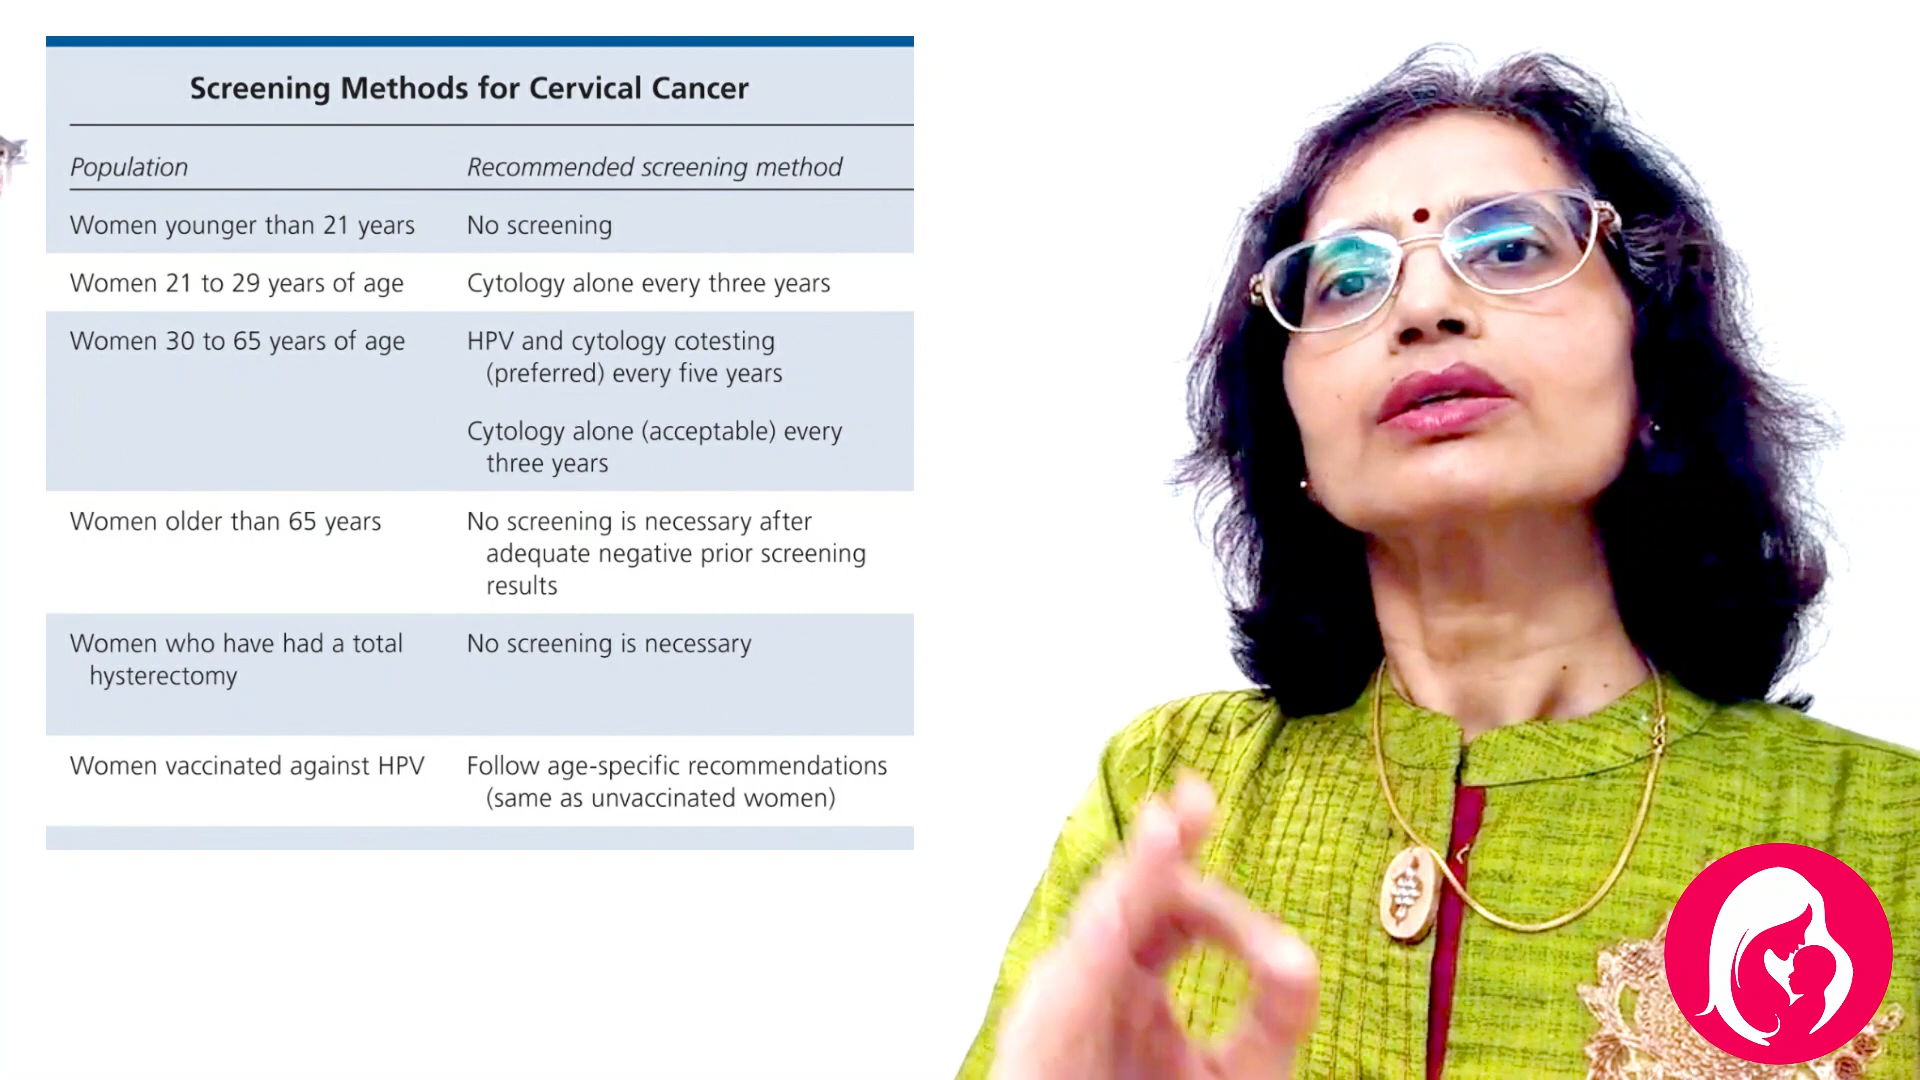 Screening Methods for Cervical Cancer
Population Recommended screening method
Women younger than 21 years No screening
Women 21 to 29 years of age Cytology alone every three years
Women 30 to 65 years of age HPV and cytology cotesting
(preferred) every five years
Cytology alone (acceptable) every
three years
Women older than 65 years No screening is necessary after
adequate negative prior screening
results
Women who have had a total No screening is necessary
hysterectomy
Women vaccinated against HPV Follow age-specific recommendations
(same as unvaccinated women)